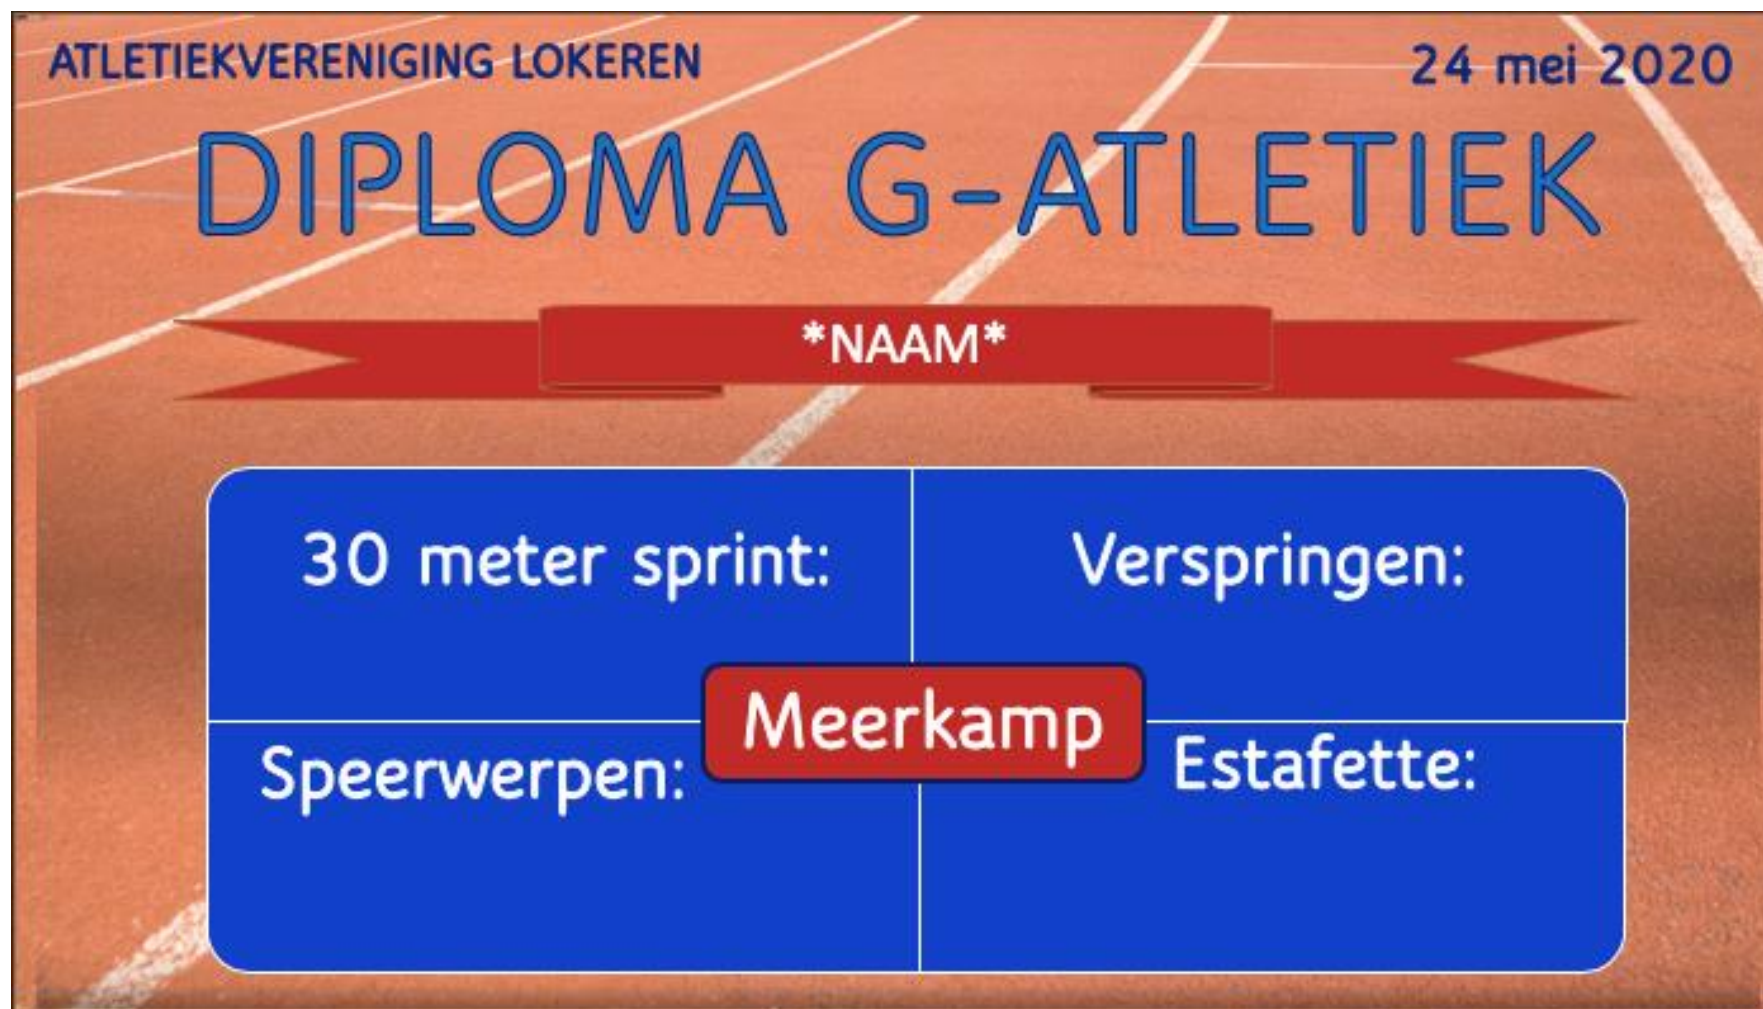 ATLETIEKVERENIGING LOKEREN
24 mei 2020
DIPLOMA G-ATLETIEK
*NAAM*
30 meter sprint:
Verspringen:
Meerkamp
Speerwerpen:
Estafette: